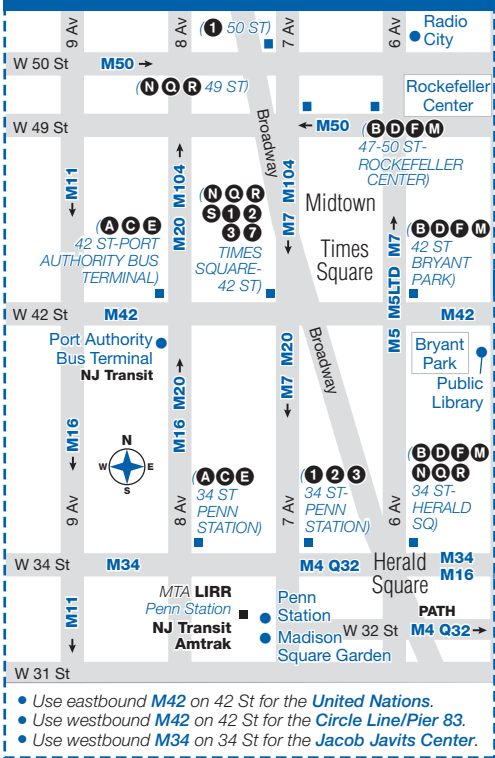 9 Av
8 Av
(1 50 ST)
7 Av
6 Av
Radio
City
W 50 St
M50 →
(N Q R 49 ST)
Rockefeller
Center
Broadway
W 49 St
← M50
(B D F M
47-50 ST-
ROCKEFELLER
CENTER)
M11 →
M20 M104 →
(N Q R
S 1 2
3 7
TIMES
SQUARE-
42 ST)
M7 M104 →
Midtown
Times
Square
(A C E
42 ST-PORT
AUTHORITY BUS
TERMINAL)
M5 M5LTD M7 →
(B D F M
42 ST
BRYANT
PARK)
W 42 St
M42
M42
Port Authority
Bus Terminal
NJ Transit
Bryant
Park
Public
Library
Broadway
← M7 M20
M16 M20 →
M16 →
N
W E
S
9 Av
8 Av
(A C E
34 ST
PENN
STATION)
7 Av
(1 2 3
34 ST-
PENN
STATION)
6 Av
(B D F M
N Q R
34 ST-
HERALD
SQ)
W 34 St
M34
M4 Q32
Herald
Square
M34
M16
M11 →
MTA LIRR
Penn Station
NJ Transit
Amtrak
Penn
Station
Madison
Square Garden
PATH
W 32 St
M4 Q32→
W 31 St
• Use eastbound M42 on 42 St for the United Nations.
• Use westbound M42 on 42 St for the Circle Line/Pier 83.
• Use westbound M34 on 34 St for the Jacob Javits Center.